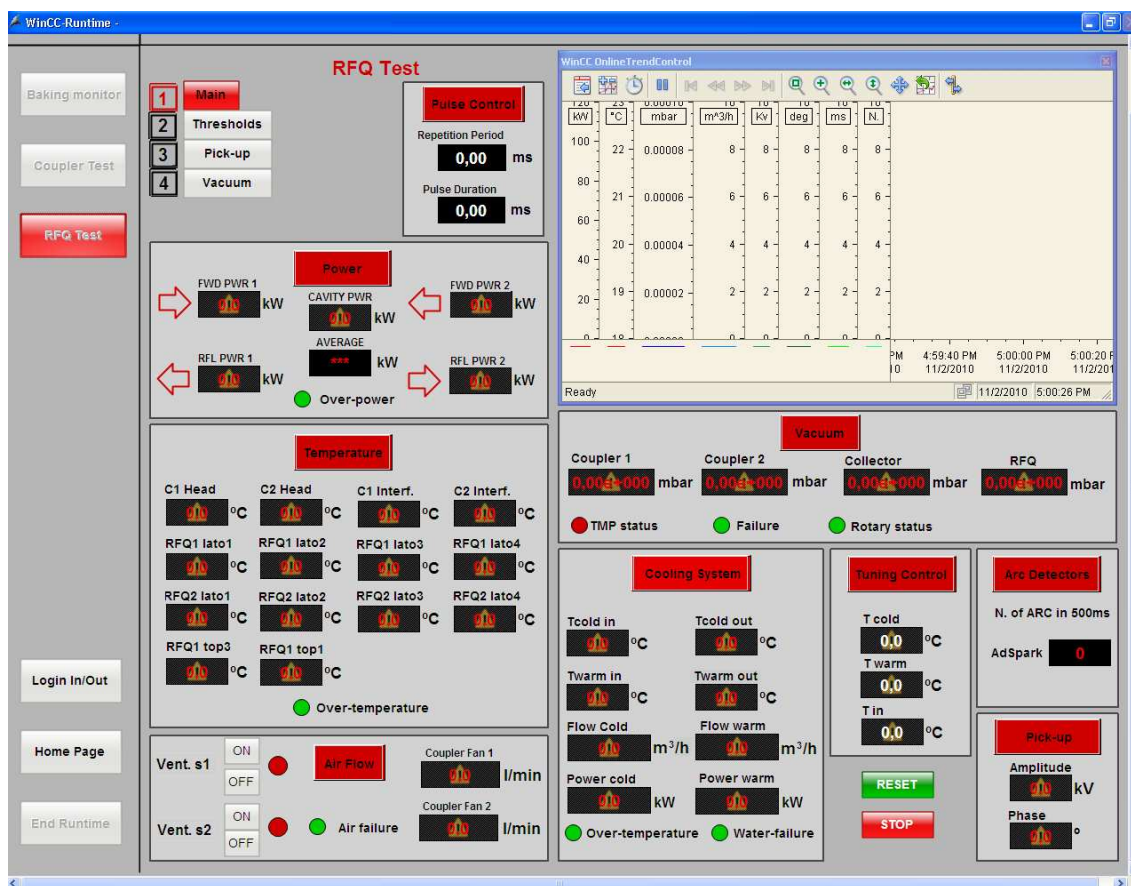 WinCC-Runtime -
Baking monitor
Coupler Test
RFQ Test
Login In/Out
Home Page
End Runtime
RFQ Test
1 Main
2 Thresholds
3 Pick-up
4 Vacuum
Pulse Control
Repetition Period
0,00 ms
Pulse Duration
0,00 ms
WinCC OnlineTrendControl
kW °C mbar m^3/h Kv deg ms N.
100 22 0.00008 8 8 8 8 8
80
21 0.00006 6 6 6 6 6
60
20 0.00004 4 4 4 4 4
40
19 0.00002 2 2 2 2 2
20
4:59:40 PM 5:00:00 PM
11/2/2010 11/2/2010
Ready 11/2/2010 5:00:26 PM
Power
FWD PWR 1 CAVITY PWR FWD PWR 2
kW kW kW
AVERAGE
*** kW
RFL PWR 1 RFL PWR 2
kW kW
Over-power
Temperature
C1 Head C2 Head C1 Interf. C2 Interf.
°C °C °C °C
RFQ1 lato1 RFQ1 lato2 RFQ1 lato3 RFQ1 lato4
°C °C °C °C
RFQ2 lato1 RFQ2 lato2 RFQ2 lato3 RFQ2 lato4
°C °C °C °C
RFQ1 top3 RFQ1 top1
°C °C
Over-temperature
Vent. s1 ON OFF
Air Flow
Coupler Fan 1
l/min
Vent. s2 ON OFF
Air failure
Coupler Fan 2
l/min
Vacuum
Coupler 1 Coupler 2 Collector RFQ
mbar mbar mbar mbar
TMP status Failure Rotary status
Cooling System
Tcold in Tcold out
°C °C
Twarm in Twarm out
°C °C
Flow Cold Flow warm
m³/h m³/h
Power cold Power warm
kW kW
Over-temperature Water-failure
Tuning Control
T cold
0,0 °C
T warm
0,0 °C
T in
0,0 °C
RESET
STOP
Arc Detectors
N. of ARC in 500ms
AdSpark 0
Pick-up
Amplitude
kV
Phase
°